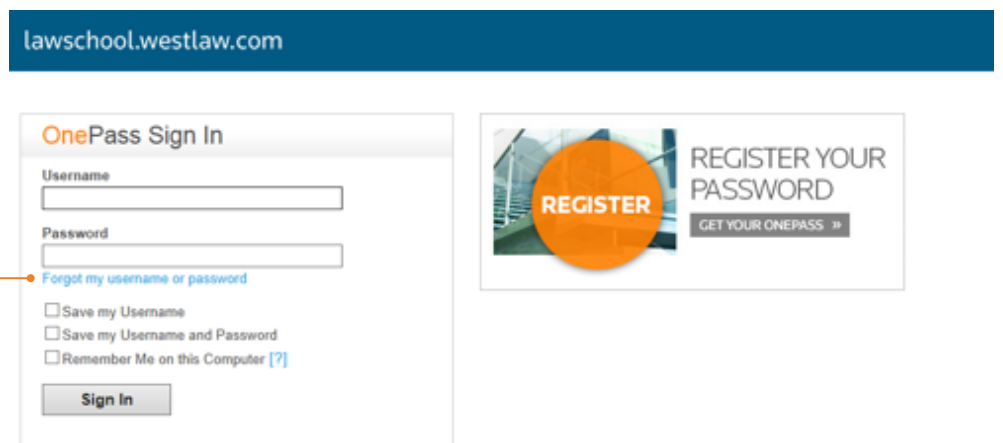 lawschool.westlaw.com
OnePass Sign In
Username
Password
Forgot my username or password
Save my Username
Save my Username and Password
Remember Me on this Computer [?]
Sign In
REGISTER
REGISTER YOUR
PASSWORD
GET YOUR ONEPASS »